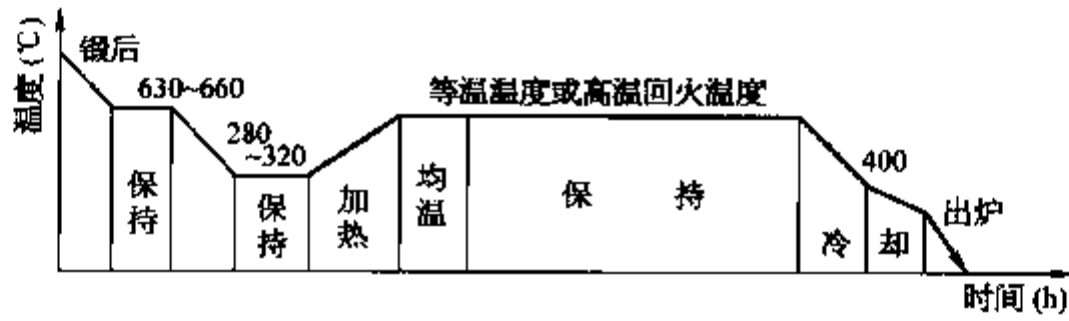 温度(℃)
锻后
630~660
280
~320
等温温度或高温回火温度
400
保持
保持
加热
均温
保 持
冷 却
出炉
时间(h)